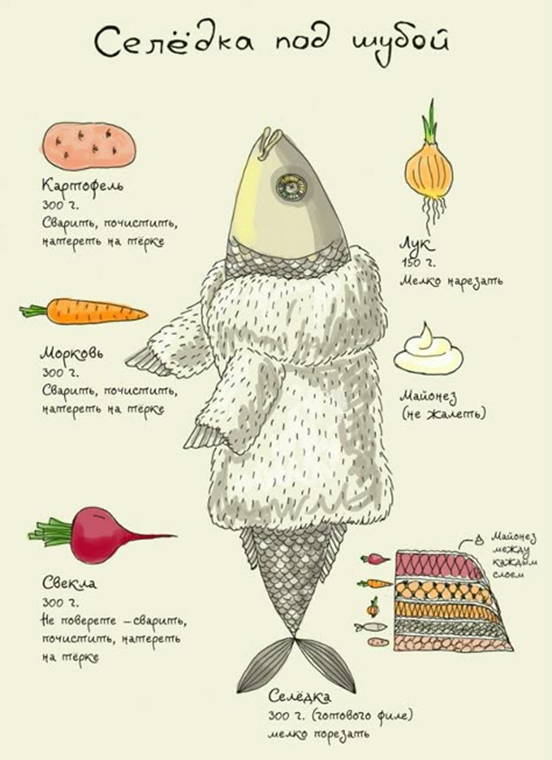 Селёдка под шубой
Картофель
300 г.
Сварить, почистить,
натереть на тёрке
Лук
150 г.
Мелко нарезать
Морковь
300 г.
Сварить, почистить,
натереть на тёрке
Майонез
(не жалеть)
Свекла
300 г.
Не поверете – сварить,
почистить, натереть
на тёрке
Майонез
между
каждым
слоем
Селёдка
300 г. (готового филе)
мелко порезать